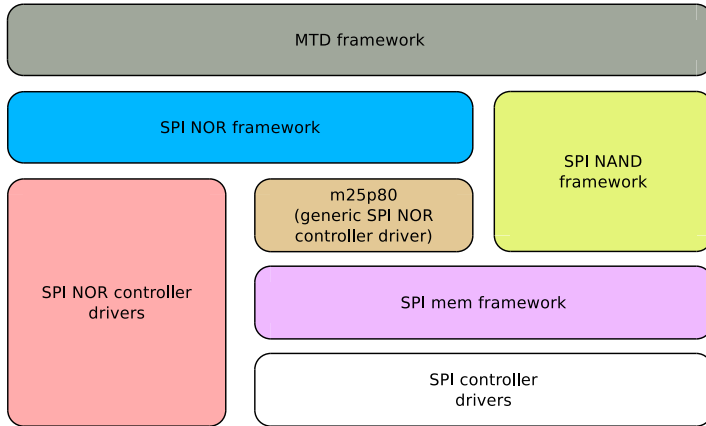 MTD framework
SPI NOR framework
SPI NAND
framework
m25p80
(generic SPI NOR
controller driver)
SPI NOR controller
drivers
SPI mem framework
SPI controller
drivers